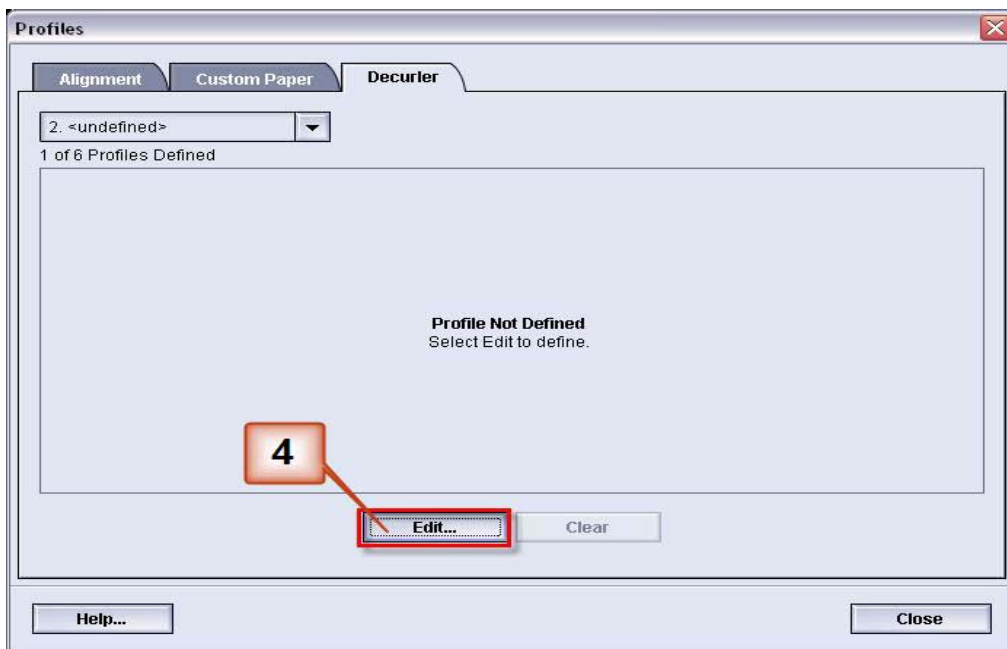 Profiles
Alignment
Custom Paper
Decurler
2. <undefined>
1 of 6 Profiles Defined
Profile Not Defined
Select Edit to define.
4
Edit...
Clear
Help...
Close